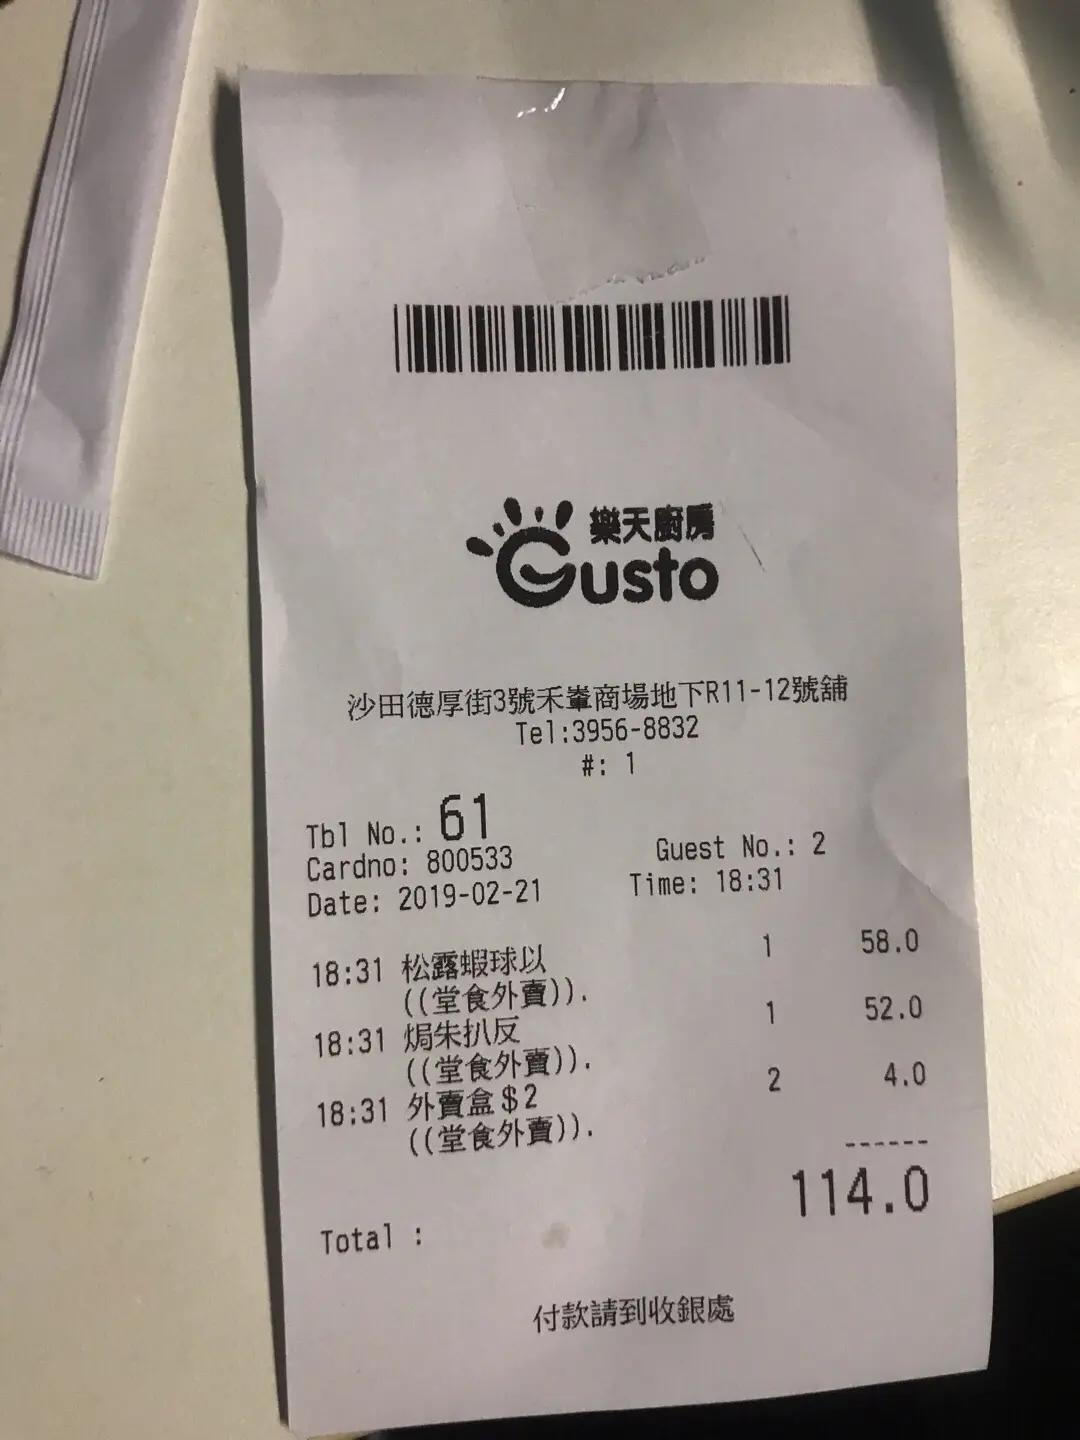 樂天廚房
Gusto
沙田德厚街3號禾輋商場地下R11-12號舖
Tel:3956-8832
#: 1
Tbl No.: 61
Cardno: 800533 Guest No.: 2
Date: 2019-02-21 Time: 18:31
18:31 松露蝦球以 1 58.0
((堂食外賣)).
18:31 焗朱扒反 1 52.0
((堂食外賣)).
18:31 外賣盒$2 2 4.0
((堂食外賣)).
------
Total : 114.0
付款請到收銀處